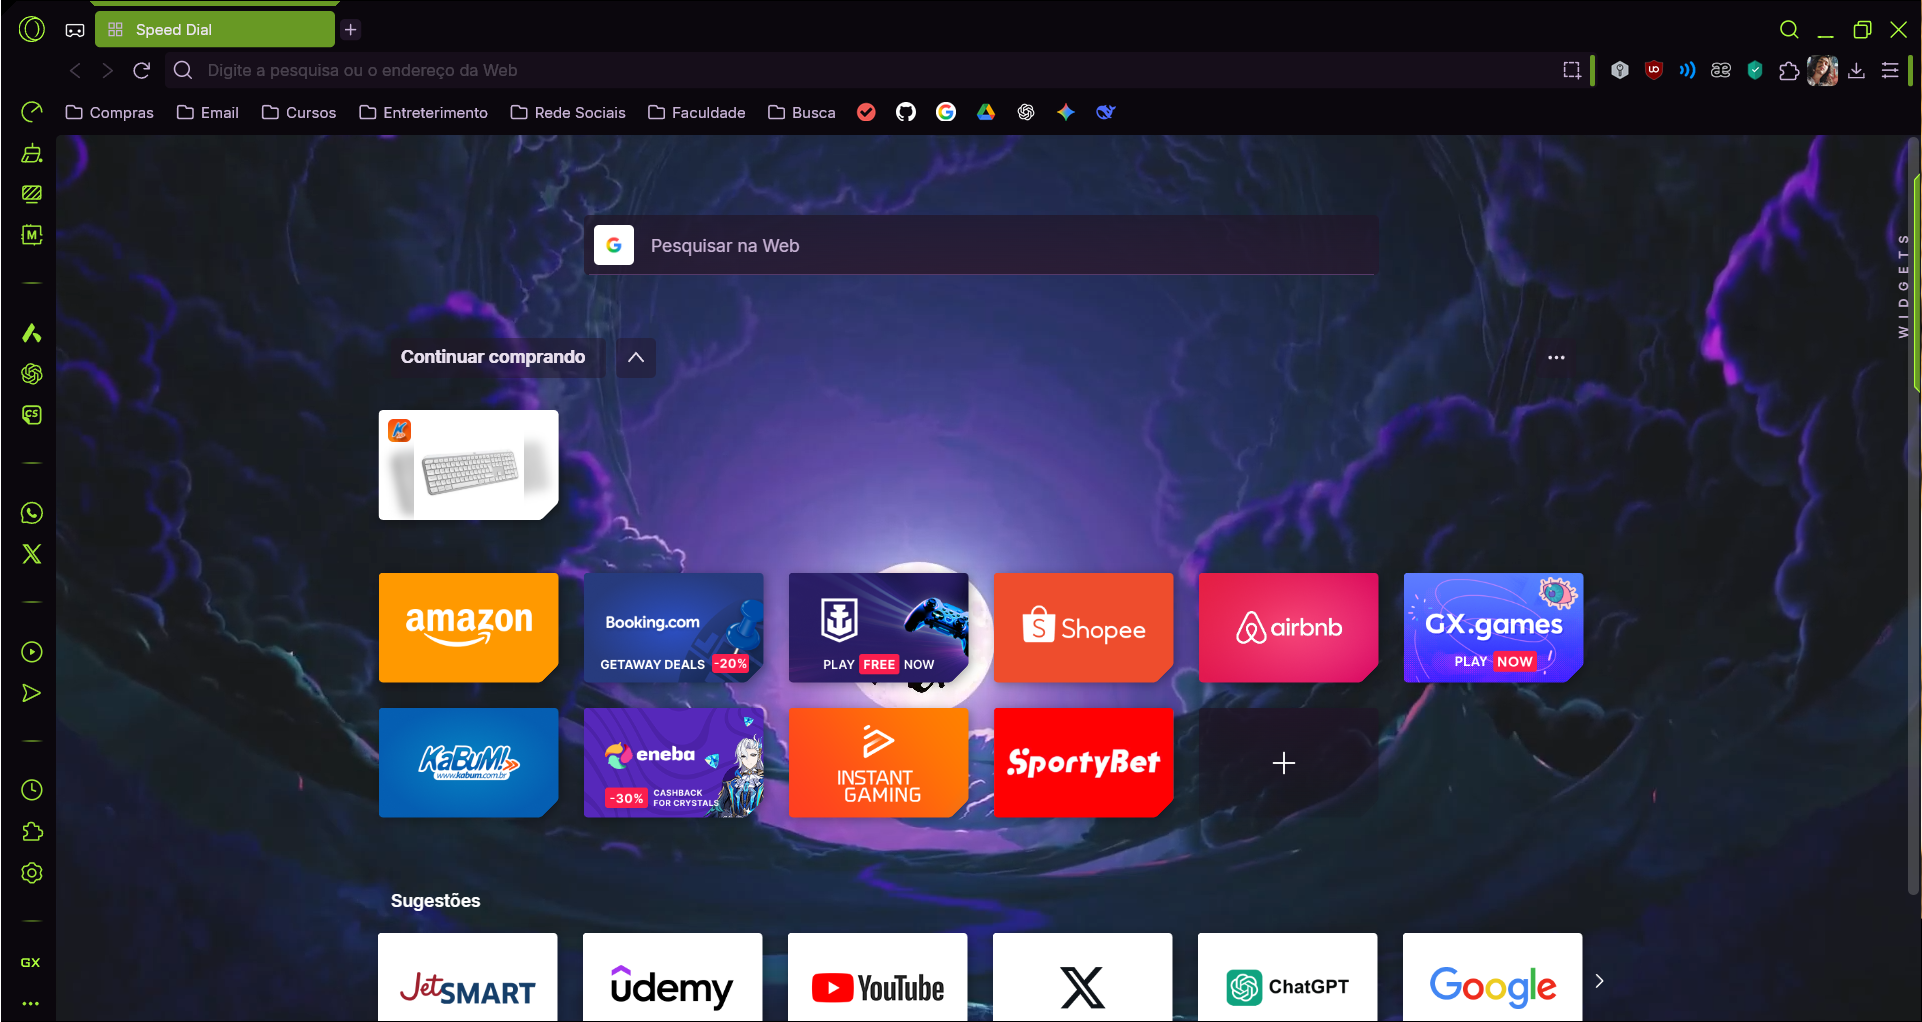 Speed Dial
Digite a pesquisa ou o endereço da Web
Compras Email Cursos Entreterimento Rede Sociais Faculdade Busca
M
Pesquisar na Web
WIDGETS
Continuar comprando
CS
amazon
Booking.com
GETAWAY DEALS -20%
PLAY FREE NOW
Shopee
airbnb
GX.games
PLAY NOW
KaBuM!
www.kabum.com.br
eneba
-30% CASHBACK
FOR CRYSTALS
INSTANT
GAMING
SportyBet
Sugestões
GX
JetSMART
udemy
YouTube
X
ChatGPT
Google